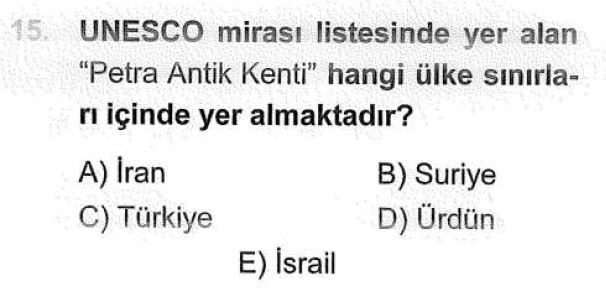 15. UNESCO mirası listesinde yer alan
“Petra Antik Kenti” hangi ülke sınırla-
rı içinde yer almaktadır?
A) İran B) Suriye
C) Türkiye D) Ürdün
E) İsrail